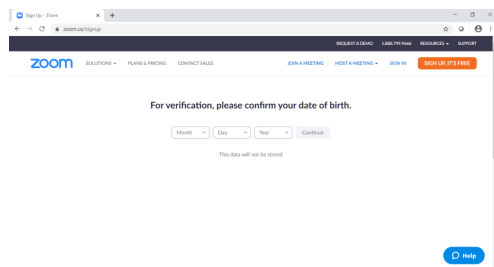 Sign Up - Zoom
zoom.us/signup
REQUEST A DEMO 1.888.799.9666 RESOURCES SUPPORT
zoom SOLUTIONS PLANS & PRICING CONTACT SALES JOIN A MEETING HOST A MEETING SIGN IN SIGN UP, IT'S FREE
For verification, please confirm your date of birth.
Month Day Year Continue
This data will not be stored
Help